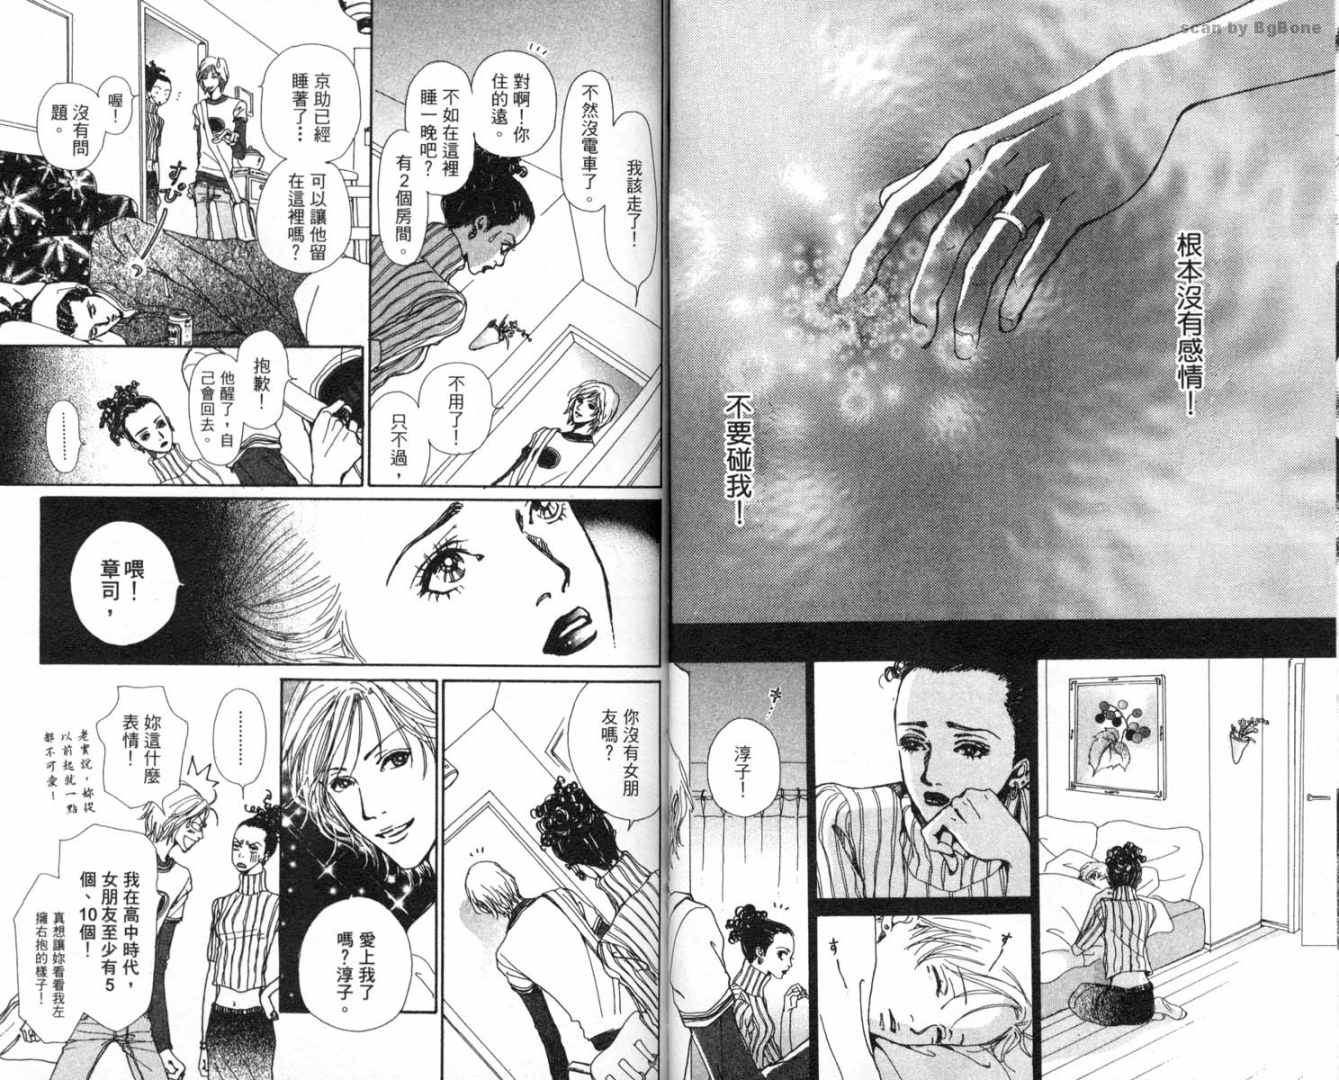 scan by BgBone
根本沒有感情！
不要碰我！
す
す
淳子！
我該走了！
不然沒電車了。
對啊！你
住的遠。
不如在這裡
睡一晚吧？
有2個房間。
不用了！
只不過，
京助已經
睡著了…
可以讓他留
在這裡嗎？
喔！
沒有問
題。
抱歉！
他醒了，自
己會回去。
………
喂！
章司，
你沒有女朋
友嗎？
愛上我了
嗎？淳子。
………
妳這什麼
表情！
老實說，妳從
以前起就一點
都不可愛！
我在高中時代，
女朋友至少有5
個、10個！
真想讓妳看看我左
擁右抱的樣子！